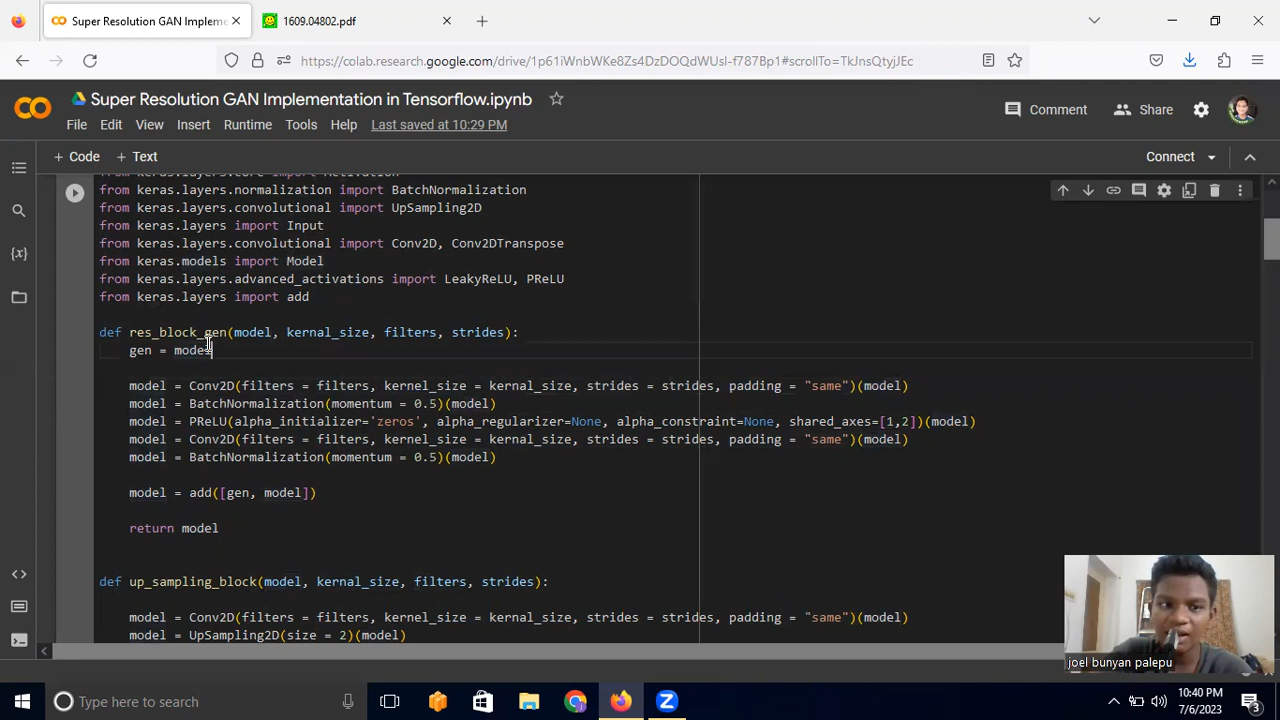 Super Resolution GAN Impleme
1609.04802.pdf
https://colab.research.google.com/drive/1p61iWnbWKe8Zs4DzDOQdWUsI-f787Bp1#scrollTo=TkJnsQtyjJEc
Super Resolution GAN Implementation in Tensorflow.ipynb
Comment
Share
File Edit View Insert Runtime Tools Help Last saved at 10:29 PM
+ Code + Text
Connect
from keras.layers.normalization import BatchNormalization
from keras.layers.convolutional import UpSampling2D
from keras.layers import Input
from keras.layers.convolutional import Conv2D, Conv2DTranspose
from keras.models import Model
from keras.layers.advanced_activations import LeakyReLU, PReLU
from keras.layers import add
def res_block_gen(model, kernal_size, filters, strides):
gen = model
model = Conv2D(filters = filters, kernel_size = kernal_size, strides = strides, padding = "same")(model)
model = BatchNormalization(momentum = 0.5)(model)
model = PReLU(alpha_initializer='zeros', alpha_regularizer=None, alpha_constraint=None, shared_axes=[1,2])(model)
model = Conv2D(filters = filters, kernel_size = kernal_size, strides = strides, padding = "same")(model)
model = BatchNormalization(momentum = 0.5)(model)
model = add([gen, model])
return model
def up_sampling_block(model, kernal_size, filters, strides):
model = Conv2D(filters = filters, kernel_size = kernal_size, strides = strides, padding = "same")(model)
model = UpSampling2D(size = 2)(model)
joel bunyan palepu
Type here to search
10:40 PM
7/6/2023
3